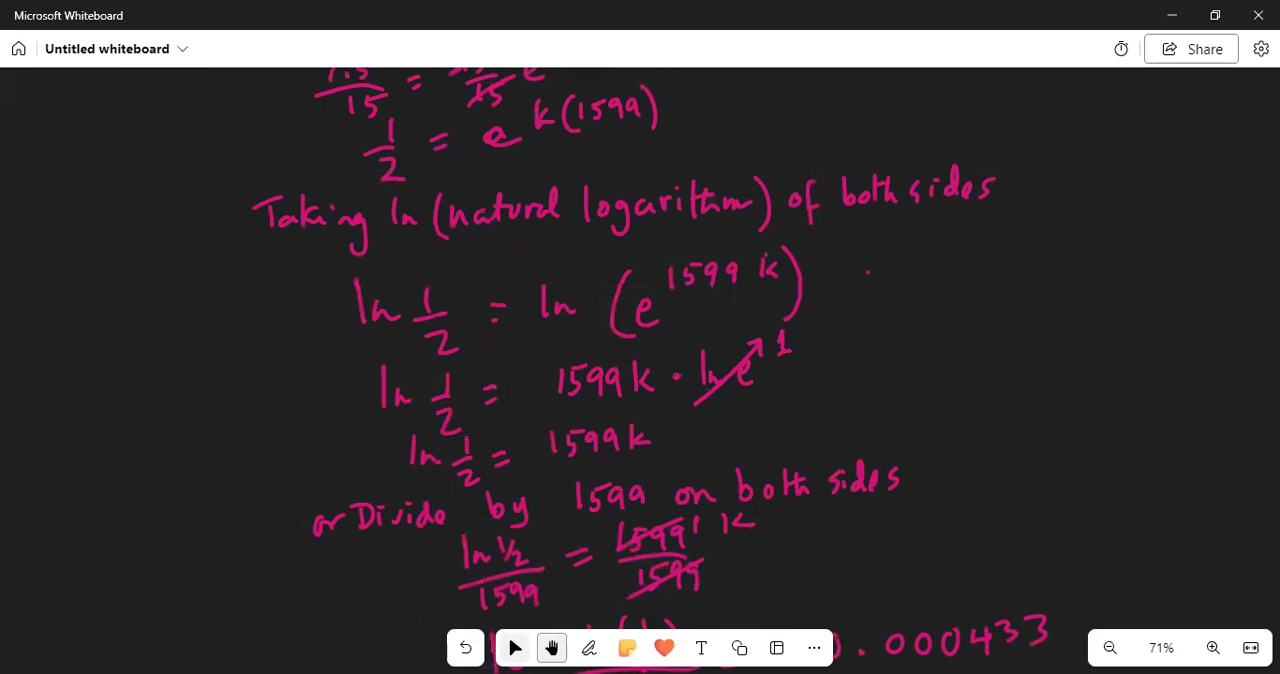 Microsoft Whiteboard
Untitled whiteboard
Share
15 = 15 e
1/2 = e^k(1599)
Taking ln (natural logarithm) of both sides
ln 1/2 = ln (e^1599 k)
ln 1/2 = 1599 k · ln e 1
ln 1/2 = 1599 k
or Divide by 1599 on both sides
ln 1/2 / 1599 = 1599 k / 1599
.000433
T
71%